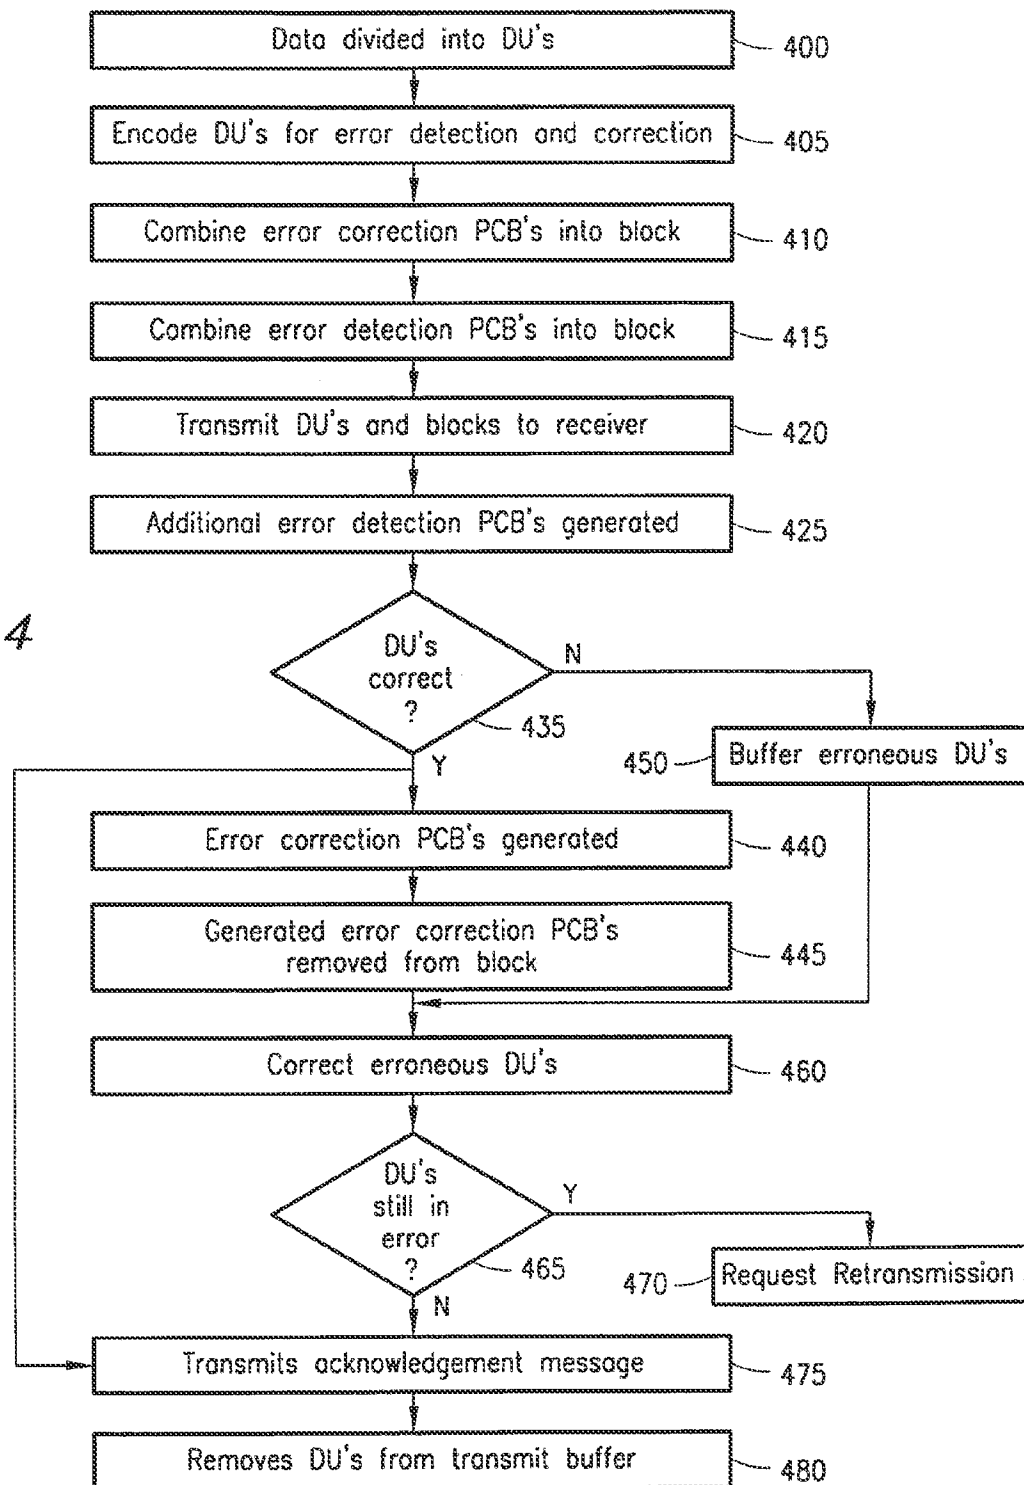 Data divided into DU's
400
Encode DU's for error detection and correction
405
Combine error correction PCB's into block
410
Combine error detection PCB's into block
415
Transmit DU's and blocks to receiver
420
Additional error detection PCB's generated
425
4
DU's
correct
?
N
435
Y
450
Buffer erroneous DU's
Error correction PCB's generated
440
Generated error correction PCB's
removed from block
445
Correct erroneous DU's
460
DU's
still in
error
?
Y
465
N
470
Request Retransmission
Transmits acknowledgement message
475
Removes DU's from transmit buffer
480